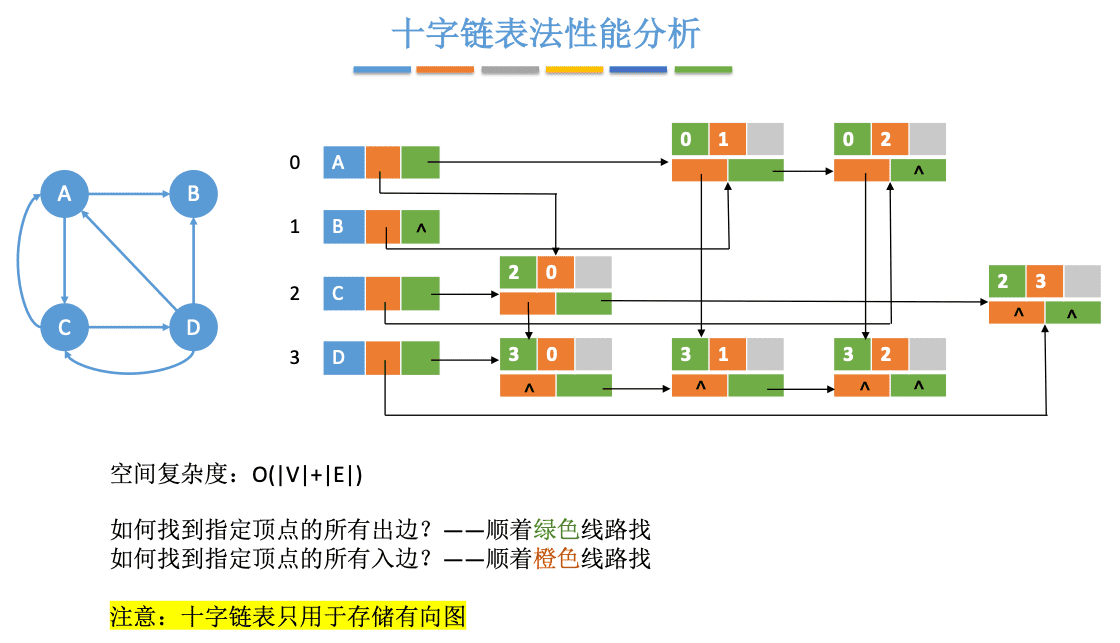 十字链表法性能分析
A B
C D
0 A
0 1 0 2
^
1 B ^
2 C
2 0
2 3
^ ^
3 D
3 0 3 1 3 2
^ ^ ^ ^
空间复杂度：O(|V|+|E|)
如何找到指定顶点的所有出边？——顺着绿色线路找
如何找到指定顶点的所有入边？——顺着橙色线路找
注意：十字链表只用于存储有向图